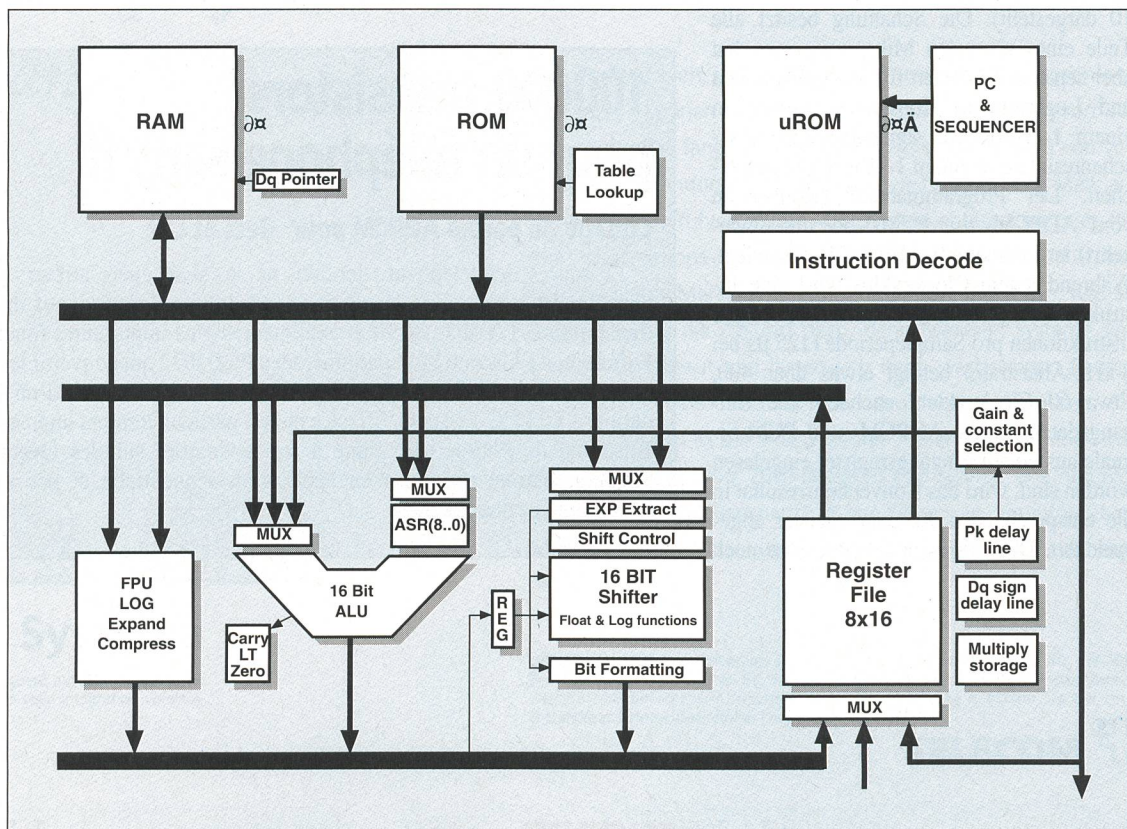 RAM
∂¤
Dq Pointer
ROM
∂¤
Table
Lookup
uROM
∂¤Ä
PC
&
SEQUENCER
Instruction Decode
Gain &
constant
selection
MUX
MUX
ASR(8..0)
MUX
EXP Extract
Shift Control
16 BIT
Shifter
Float & Log functions
Bit Formatting
R
E
G
FPU
LOG
Expand
Compress
16 Bit
ALU
Carry
LT
Zero
Register
File
8x16
Pk delay
line
Dq sign
delay line
Multiply
storage
MUX